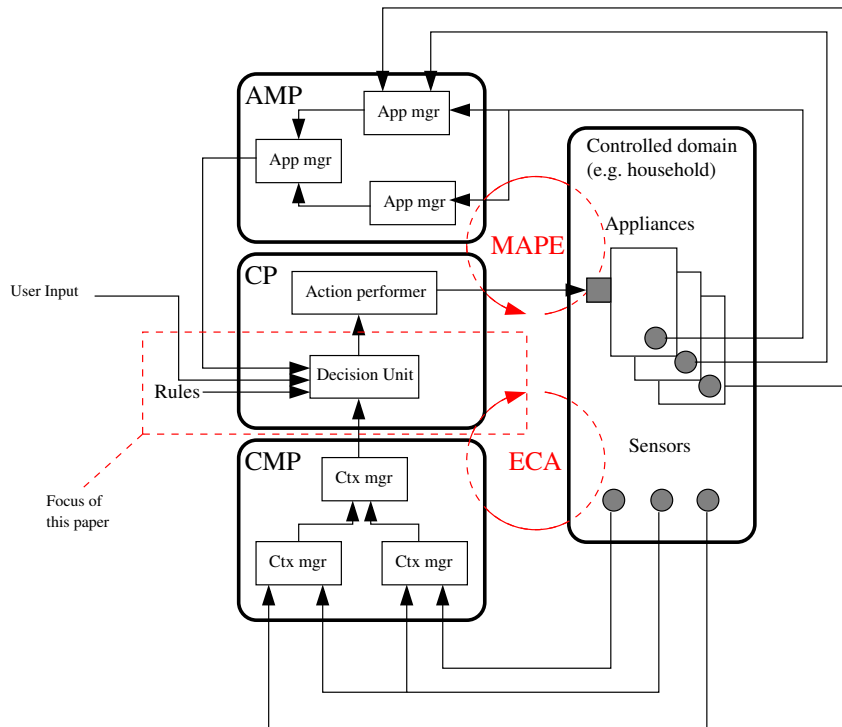 AMP
App mgr
App mgr
App mgr
Controlled domain
(e.g. household)
Appliances
MAPE
CP
Action performer
User Input
Decision Unit
Rules
CMP
Ctx mgr
ECA
Sensors
Focus of
this paper
Ctx mgr
Ctx mgr